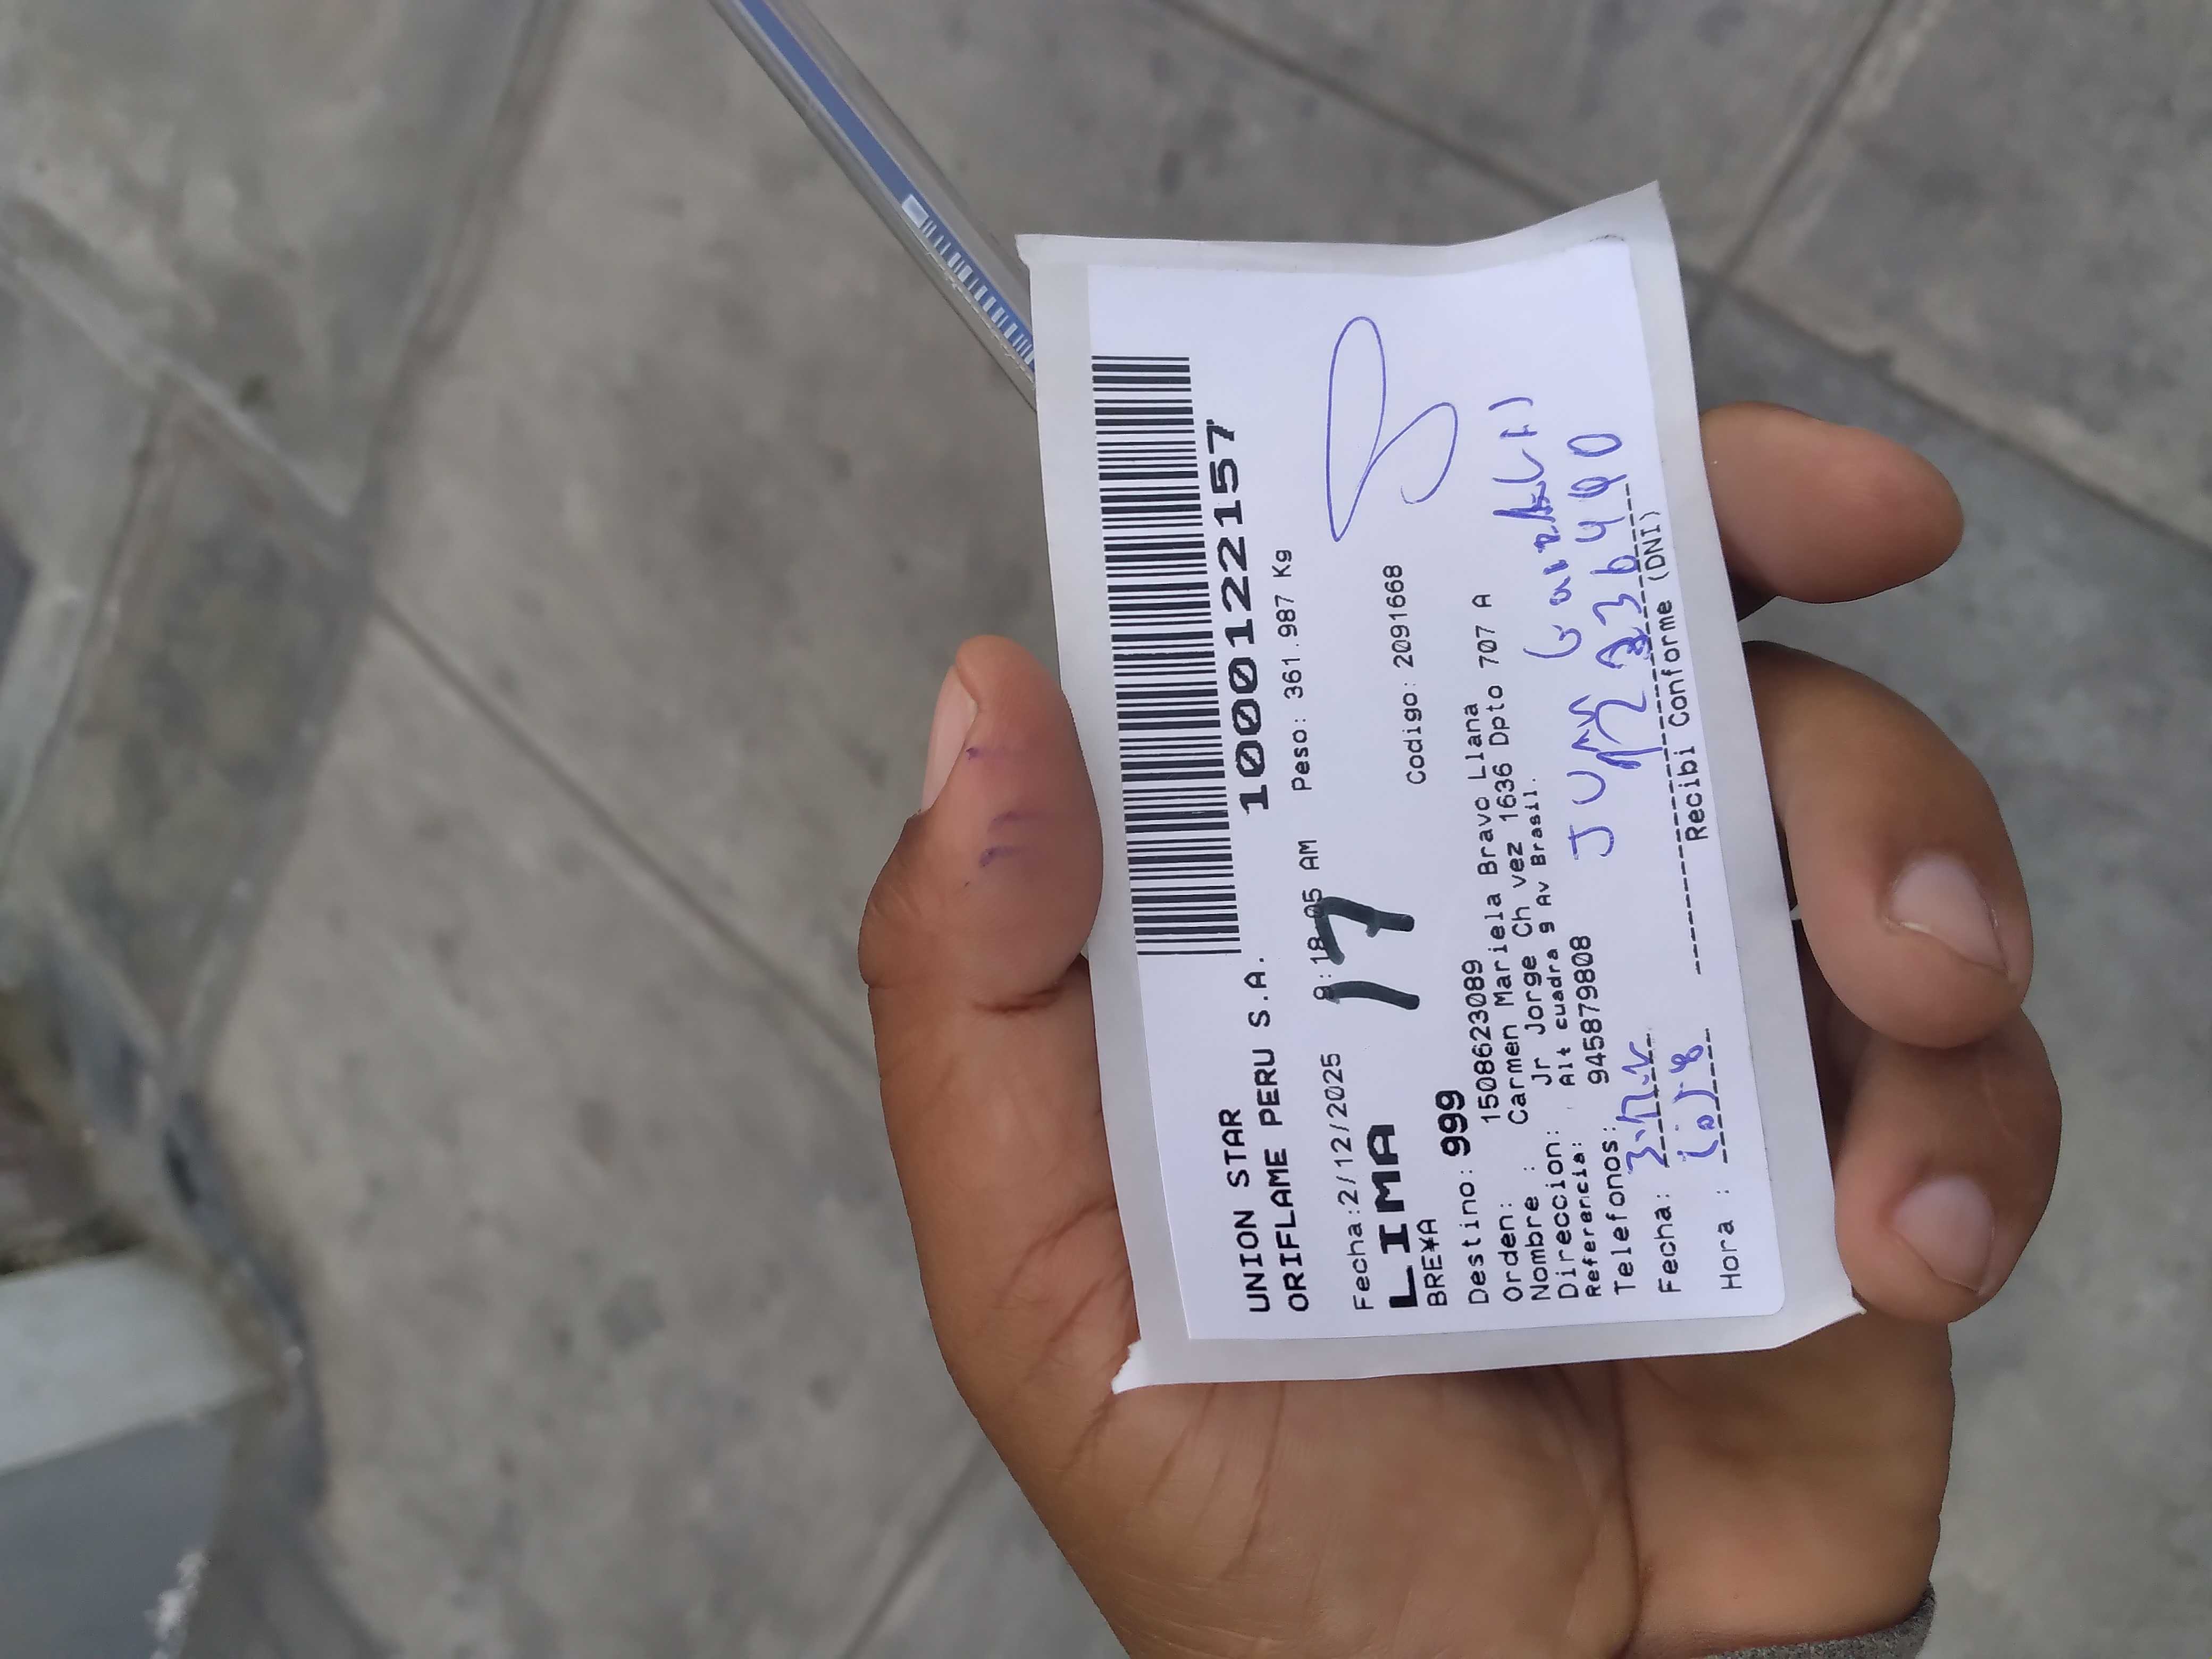 UNION STAR
ORIFLAME PERU S.A.
1000122157
Fecha:2/12/2025 9:18:05 AM Peso: 361.987 Kg
LIMA 17
BRE¥A Codigo: 2091668
Destino: 999
Orden: 1508623089
Nombre : Carmen Mariela Bravo Llana
Direccion: Jr Jorge Ch vez 1636 Dpto 707 A
Referencia: Alt cuadra 9 Av Brasil.
Telefonos: 945879808
Fecha:
Hora :
Recibi Conforme (DNI)